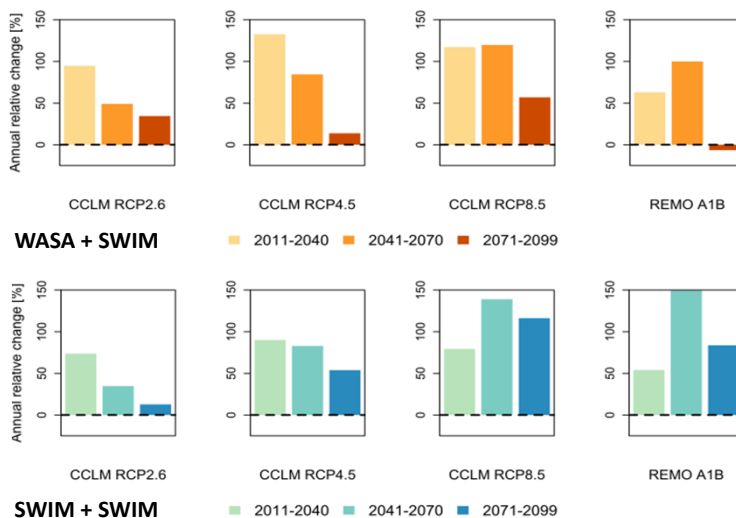 Annual relative change [%]
0 50 100 150
0 50 100 150
0 50 100 150
0 50 100 150
CCLM RCP2.6
CCLM RCP4.5
CCLM RCP8.5
REMO A1B
WASA + SWIM
2011-2040
2041-2070
2071-2099
Annual relative change [%]
0 50 100 150
0 50 100 150
0 50 100 150
0 50 100 150
CCLM RCP2.6
CCLM RCP4.5
CCLM RCP8.5
REMO A1B
SWIM + SWIM
2011-2040
2041-2070
2071-2099